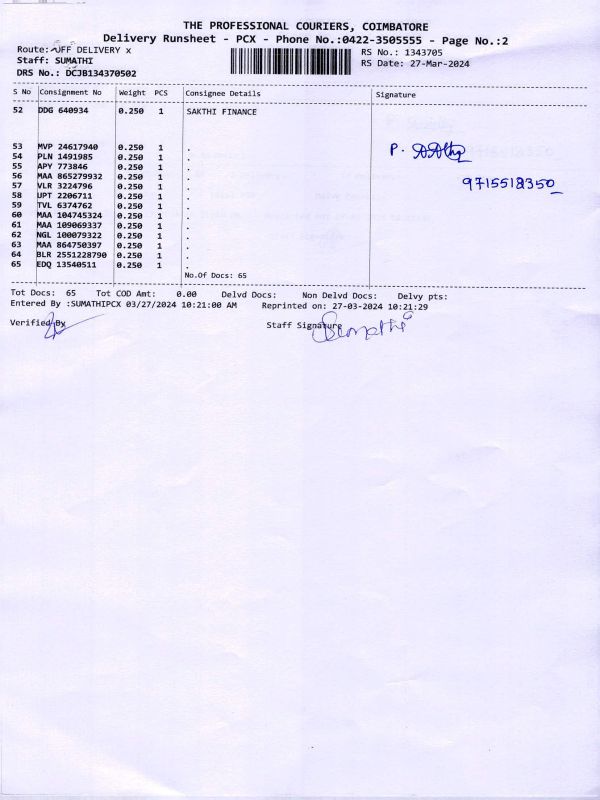 THE PROFESSIONAL COURIERS, COIMBATORE
Delivery Runsheet - PCX - Phone No.:0422-3505555 - Page No.:2
Route: OFF DELIVERY x
RS No.: 1343705
Staff: SUMATHI
RS Date: 27-Mar-2024
DRS No.: DCJB134370502
S No Consignment No Weight PCS Consignee Details Signature
52 DDG 640934 0.250 1 SAKTHI FINANCE
53 MVP 24617940 0.250 1 .
54 PLN 1491985 0.250 1 .
55 APY 773846 0.250 1 .
56 MAA 865279932 0.250 1 .
57 VLR 3224796 0.250 1 .
58 UPT 2206711 0.250 1 .
59 TVL 6374762 0.250 1 .
60 MAA 104745324 0.250 1 .
61 MAA 109069337 0.250 1 .
62 NGL 100079322 0.250 1 .
63 MAA 864750397 0.250 1 .
64 BLR 2551228790 0.250 1 .
65 EDQ 13540511 0.250 1 .
P.
9715518350
No.Of Docs: 65
Tot Docs: 65 Tot COD Amt: 0.00 Delvd Docs: Non Delvd Docs: Delvy pts:
Entered By :SUMATHIPCX 03/27/2024 10:21:00 AM Reprinted on: 27-03-2024 10:21:29
Verified By Staff Signature
Sumathi